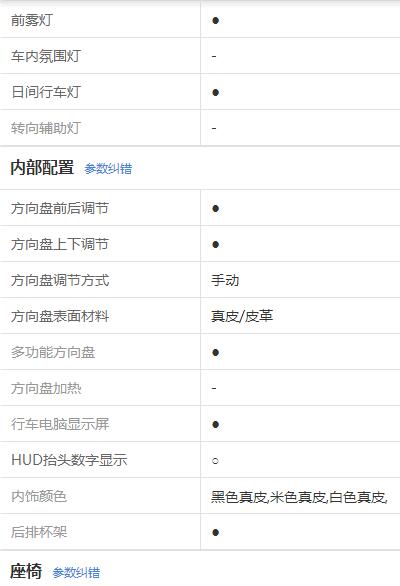 前雾灯 ●
车内氛围灯 -
日间行车灯 ●
转向辅助灯 -
内部配置 参数纠错
方向盘前后调节 ●
方向盘上下调节 ●
方向盘调节方式 手动
方向盘表面材料 真皮/皮革
多功能方向盘 ●
方向盘加热 -
行车电脑显示屏 ●
HUD抬头数字显示 ○
内饰颜色 黑色真皮,米色真皮,白色真皮,
后排杯架 ●
座椅 参数纠错